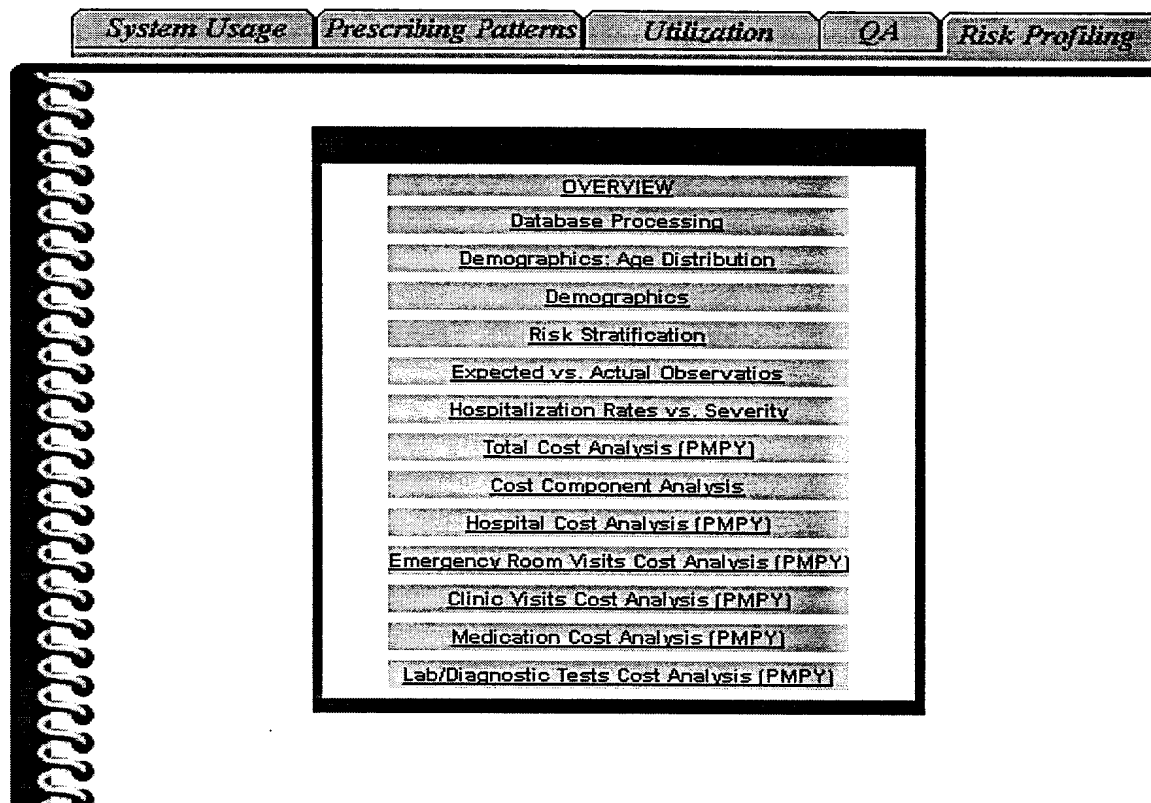 System Usage Prescribing Patterns Utilization QA Risk Profiling
OVERVIEW
Database Processing
Demographics: Age Distribution
Demographics
Risk Stratification
Expected vs. Actual Observatios
Hospitalization Rates vs. Severity
Total Cost Analysis (PMPY)
Cost Component Analysis
Hospital Cost Analysis (PMPY)
Emergency Room Visits Cost Analysis (PMPY)
Clinic Visits Cost Analysis (PMPY)
Medication Cost Analysis (PMPY)
Lab/Diagnostic Tests Cost Analysis (PMPY)